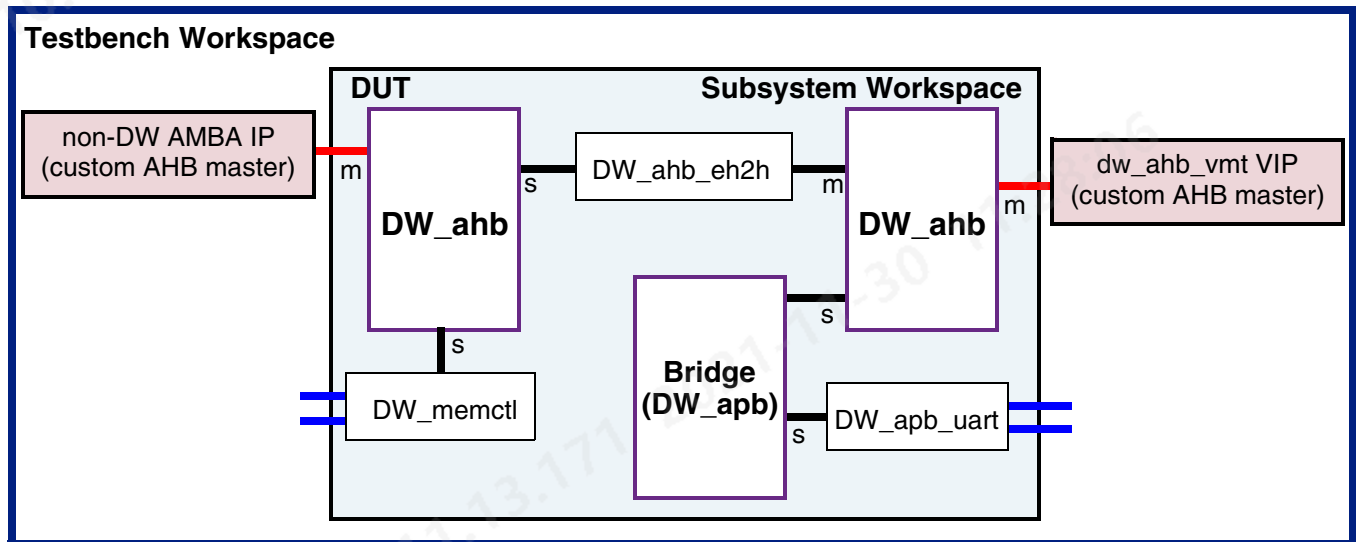 Testbench Workspace
DUT
Subsystem Workspace
non-DW AMBA IP
(custom AHB master)
m
DW_ahb
s
DW_ahb_eh2h
m
DW_ahb
m
dw_ahb_vmt VIP
(custom AHB master)
s
s
DW_memctl
Bridge
(DW_apb)
s
DW_apb_uart